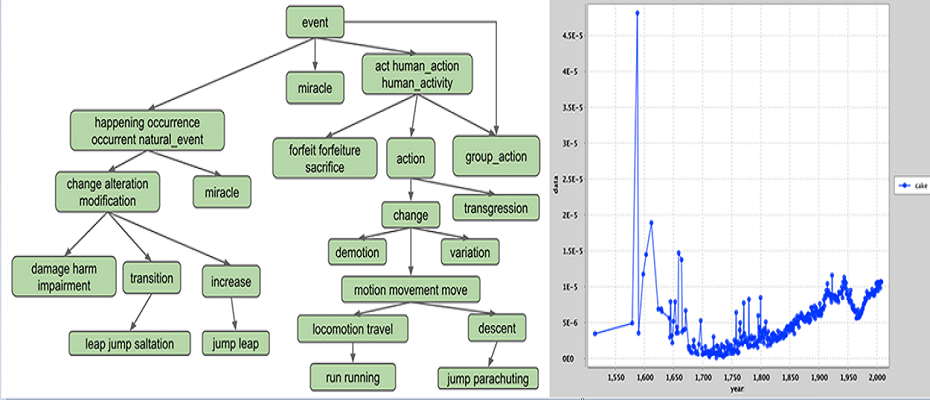 event
act human_action
human_activity
miracle
happening occurrence
occurrent natural_event
forfeit forfeiture
sacrifice
action
group_action
change alteration
modification
miracle
change
transgression
demotion
variation
damage harm
impairment
transition
increase
motion movement move
locomotion travel
descent
leap jump saltation
jump leap
run running
jump parachuting
4.5E-5
4E-5
3.5E-5
3E-5
2.5E-5
2E-5
1.5E-5
1E-5
5E-6
0E0
data
1,550 1,600 1,650 1,700 1,750 1,800 1,850 1,900 1,950 2,000
year
cake